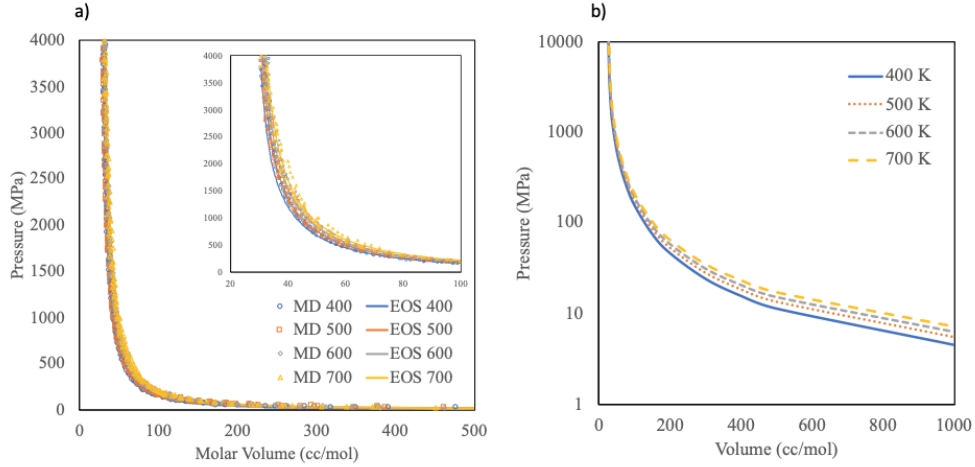 a)
4000
3500
3000
2500
2000
1500
1000
500
0
Pressure (MPa)
0 100 200 300 400 500
Molar Volume (cc/mol)
4000
3500
3000
2500
2000
1500
1000
500
0
20 40 60 80 100
MD 400 EOS 400
MD 500 EOS 500
MD 600 EOS 600
MD 700 EOS 700
b)
10000
1000
100
10
1
Pressure (MPa)
0 200 400 600 800 1000
Volume (cc/mol)
400 K
500 K
600 K
700 K